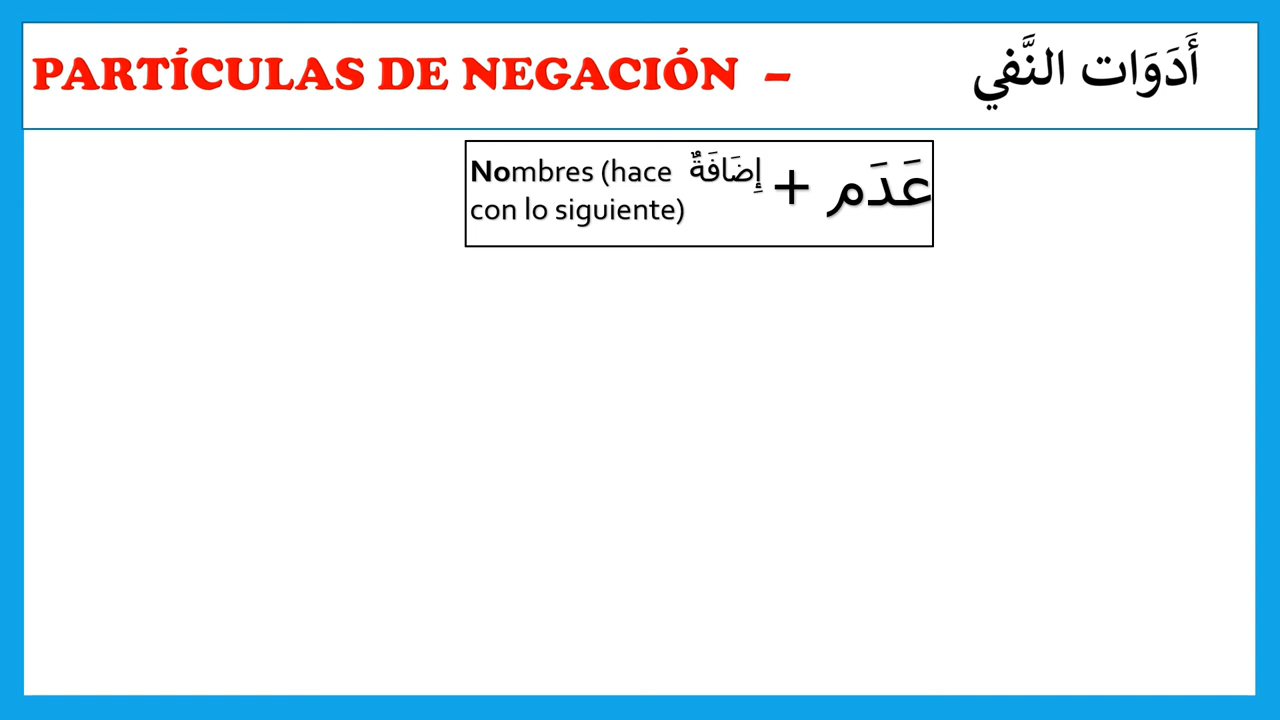 PARTÍCULAS DE NEGACIÓN – أَدَوَات النَّفي
عَدَم + Nombres (hace إِضَافَةٌ
con lo siguiente)